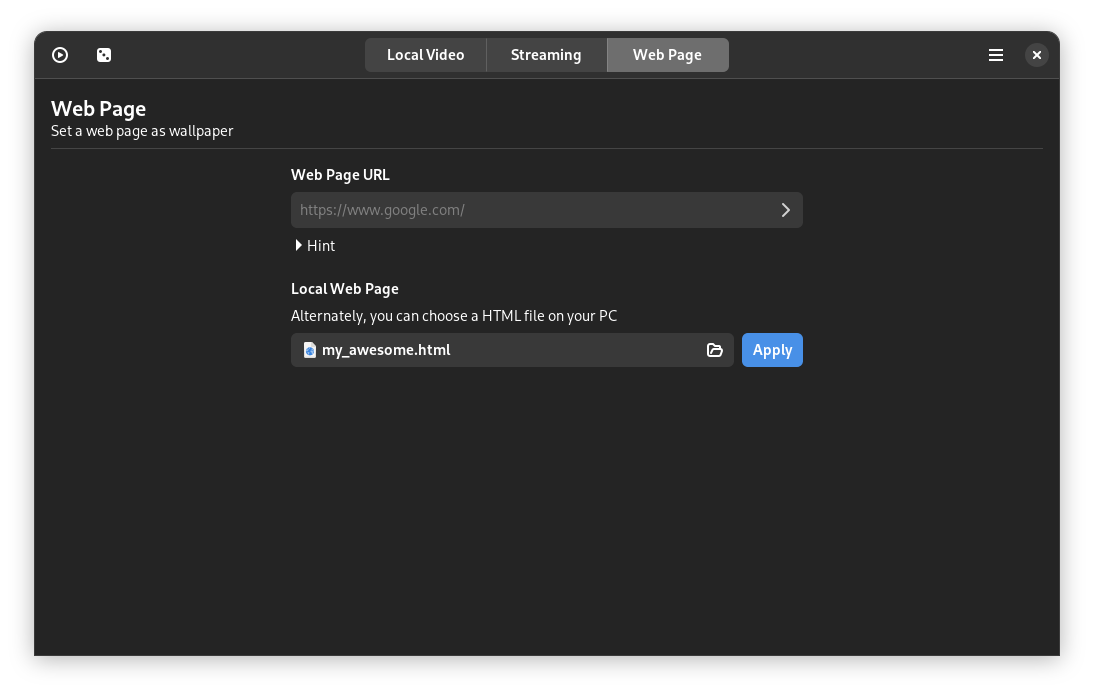 Local Video Streaming Web Page
Web Page
Set a web page as wallpaper
Web Page URL
https://www.google.com/
Hint
Local Web Page
Alternately, you can choose a HTML file on your PC
my_awesome.html Apply